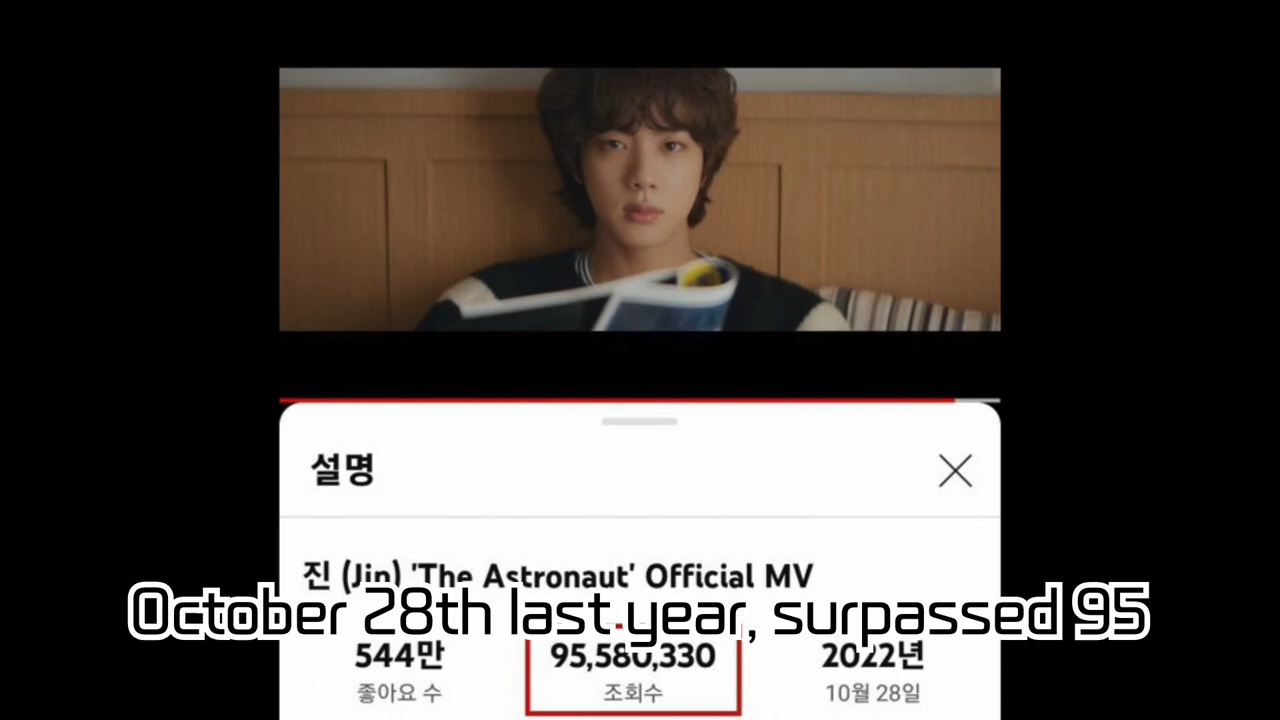 설명
진 (Jin) 'The Astronaut' Official MV
October 28th last year, surpassed 95
544만 95,580,330 2022년
좋아요 수 조회수 10월 28일